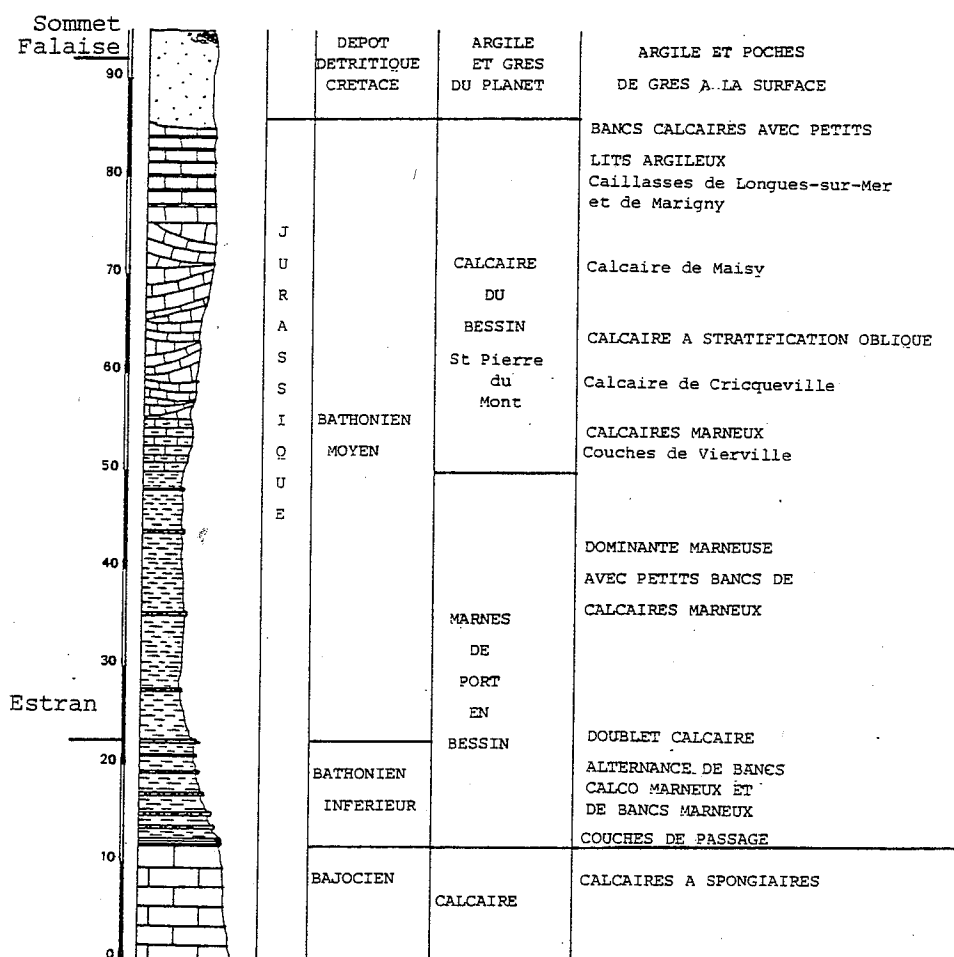 Sommet
Falaise
DEPOT
DETRITIQUE
CRETACE
ARGILE
ET GRES
DU PLANET
ARGILE ET POCHES
DE GRES A LA SURFACE
90
80
70
60
50
40
30
20
10
0
Estran
J
U
R
A
S
S
I
Q
U
E
BATHONIEN
MOYEN
BATHONIEN
INFERIEUR
BAJOCIEN
CALCAIRE
DU
BESSIN
St Pierre
du
Mont
MARNES
DE
PORT
EN
BESSIN
CALCAIRE
BANCS CALCAIRES AVEC PETITS
LITS ARGILEUX
Caillasses de Longues-sur-Mer
et de Marigny
Calcaire de Maisy
CALCAIRE A STRATIFICATION OBLIQUE
Calcaire de Cricqueville
CALCAIRES MARNEUX
Couches de Vierville
DOMINANTE MARNEUSE
AVEC PETITS BANCS DE
CALCAIRES MARNEUX
DOUBLET CALCAIRE
ALTERNANCE DE BANCS
CALCO MARNEUX ET
DE BANCS MARNEUX
COUCHES DE PASSAGE
CALCAIRES A SPONGIAIRES